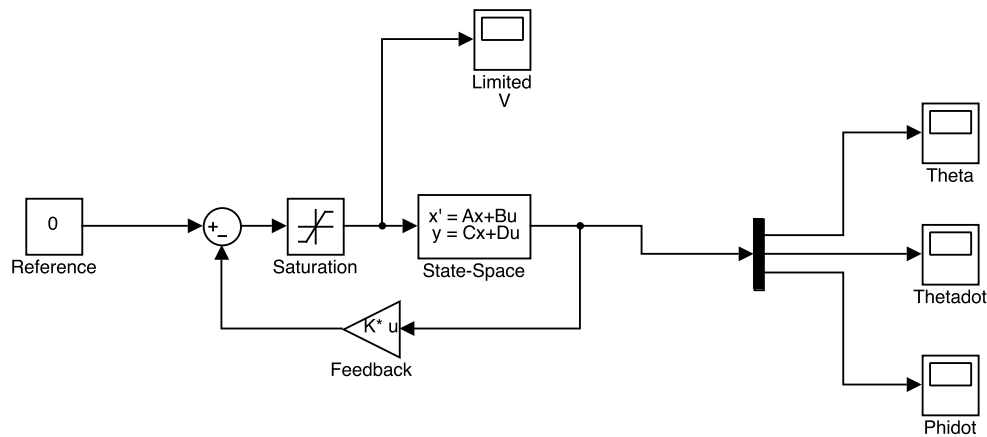 Limited
V
Theta
0
Reference
+
−
Saturation
x' = Ax+Bu
y = Cx+Du
State-Space
Thetadot
K* u
Feedback
Phidot